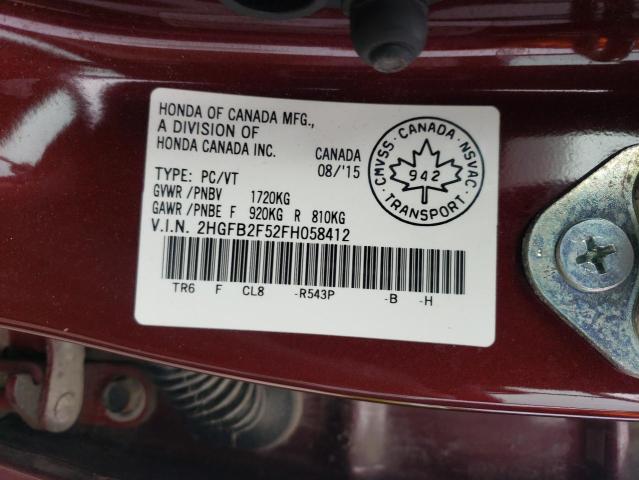 HONDA OF CANADA MFG.,
A DIVISION OF
HONDA CANADA INC.
CANADA
08/'15
TYPE: PC/VT
GVWR/PNBV 1720KG
GAWR/PNBE F 920KG R 810KG
V.I.N. 2HGFB2F52FH058412
TR6 F CL8 -R543P -B -H
CMVSS · CANADA · NSVAC
942
TRANSPORT